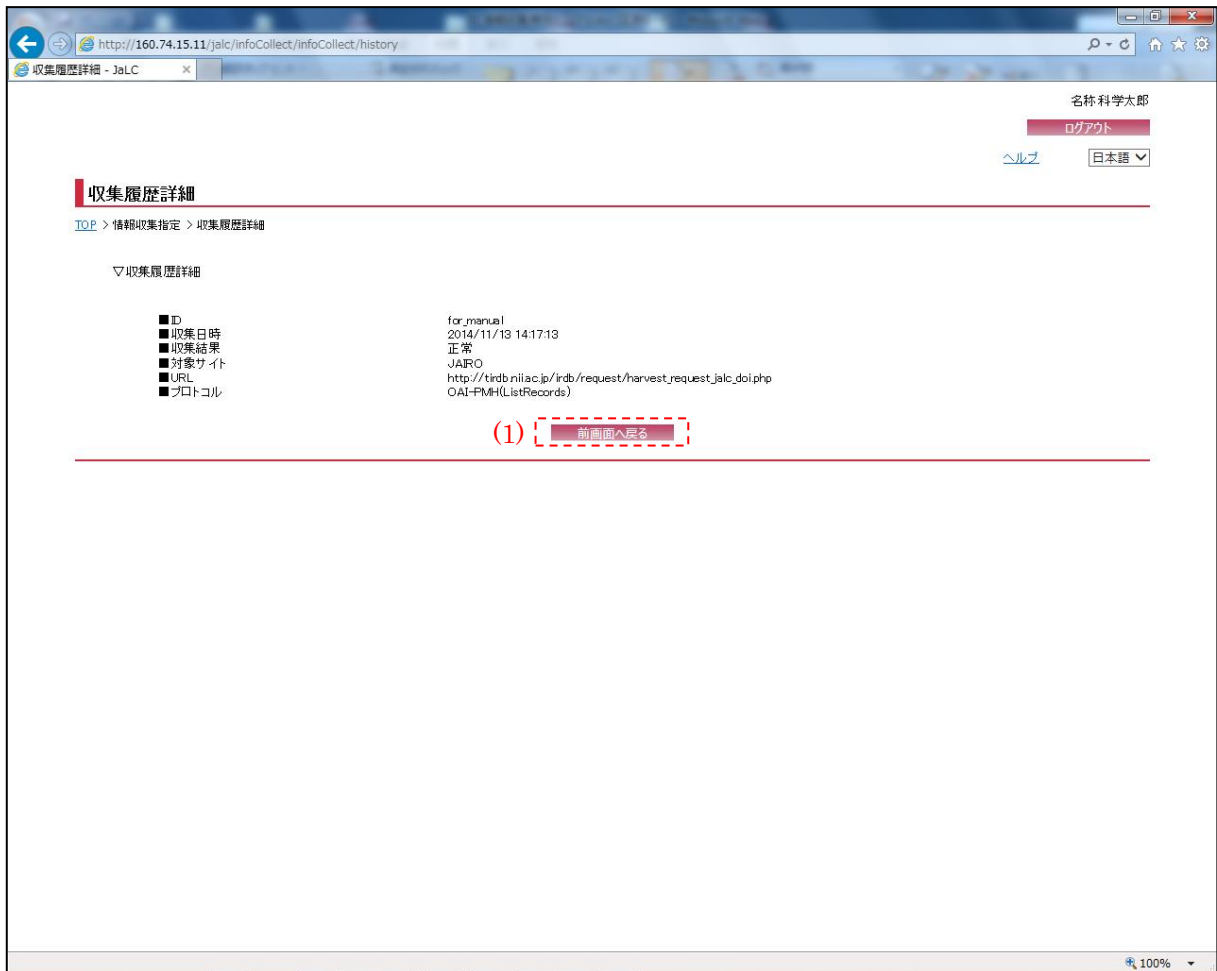 http://160.74.15.11/jalc/infoCollect/infoCollect/history
収集履歴詳細 - JaLC
名称 科学太郎
ログアウト
ヘルプ 日本語
収集履歴詳細
TOP > 情報収集指定 > 収集履歴詳細
▽収集履歴詳細
■ID for_manual
■収集日時 2014/11/13 14:17:13
■収集結果 正常
■対象サイト JAIRO
■URL http://tirdb.nii.ac.jp/irdb/request/harvest_request_jalc_doi.php
■プロトコル OAI-PMH(ListRecords)
(1) 前画面へ戻る
100%